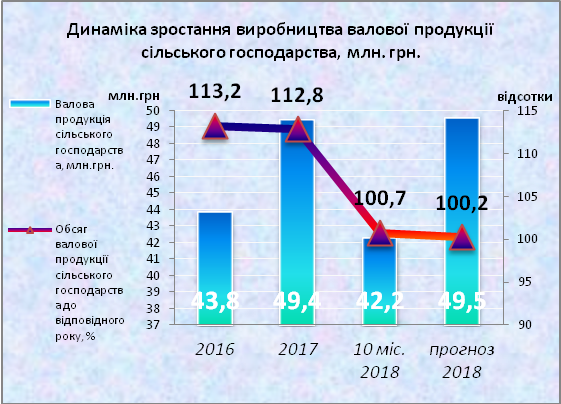 Динаміка зростання виробництва валової продукції
сільського господарства, млн. грн.
млн.грн
відсотки
Валова
продукція
сільського
господарств
а, млн.грн.
Обсяг
валової
продукції
сільського
господарств
а до
відповідного
року, %
50
49
48
47
46
45
44
43
42
41
40
39
38
37
113,2
112,8
100,7
100,2
43,8
49,4
42,2
49,5
115
110
105
100
95
90
2016
2017
10 міс.
2018
прогноз
2018